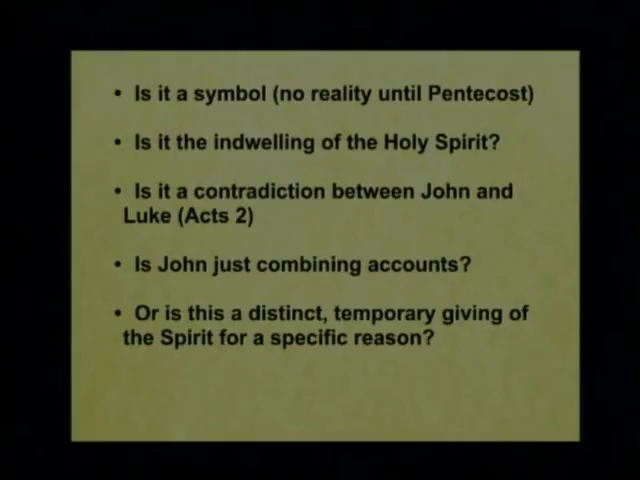 • Is it a symbol (no reality until Pentecost)
• Is it the indwelling of the Holy Spirit?
• Is it a contradiction between John and
Luke (Acts 2)
• Is John just combining accounts?
• Or is this a distinct, temporary giving of
the Spirit for a specific reason?